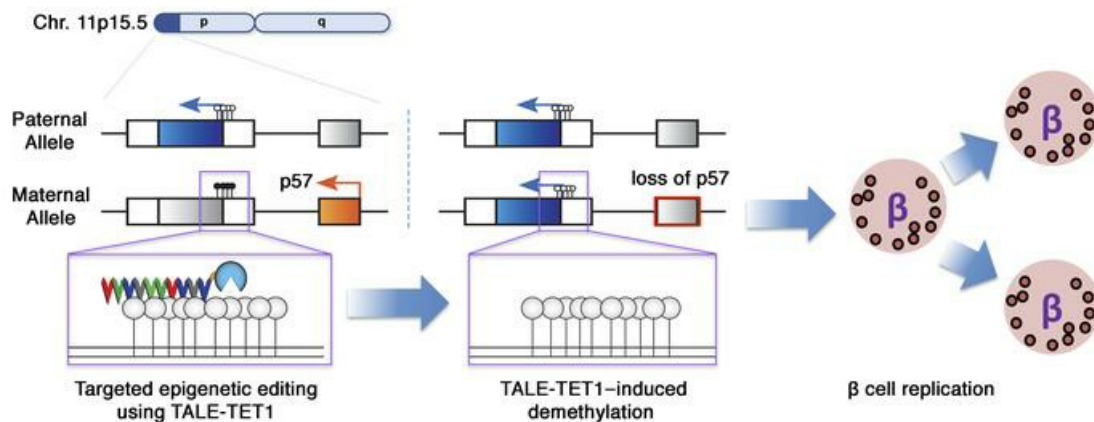 Chr. 11p15.5
p
q
Paternal
Allele
Maternal
Allele
p57
loss of p57
β
β
β
Targeted epigenetic editing
using TALE-TET1
TALE-TET1–induced
demethylation
β cell replication